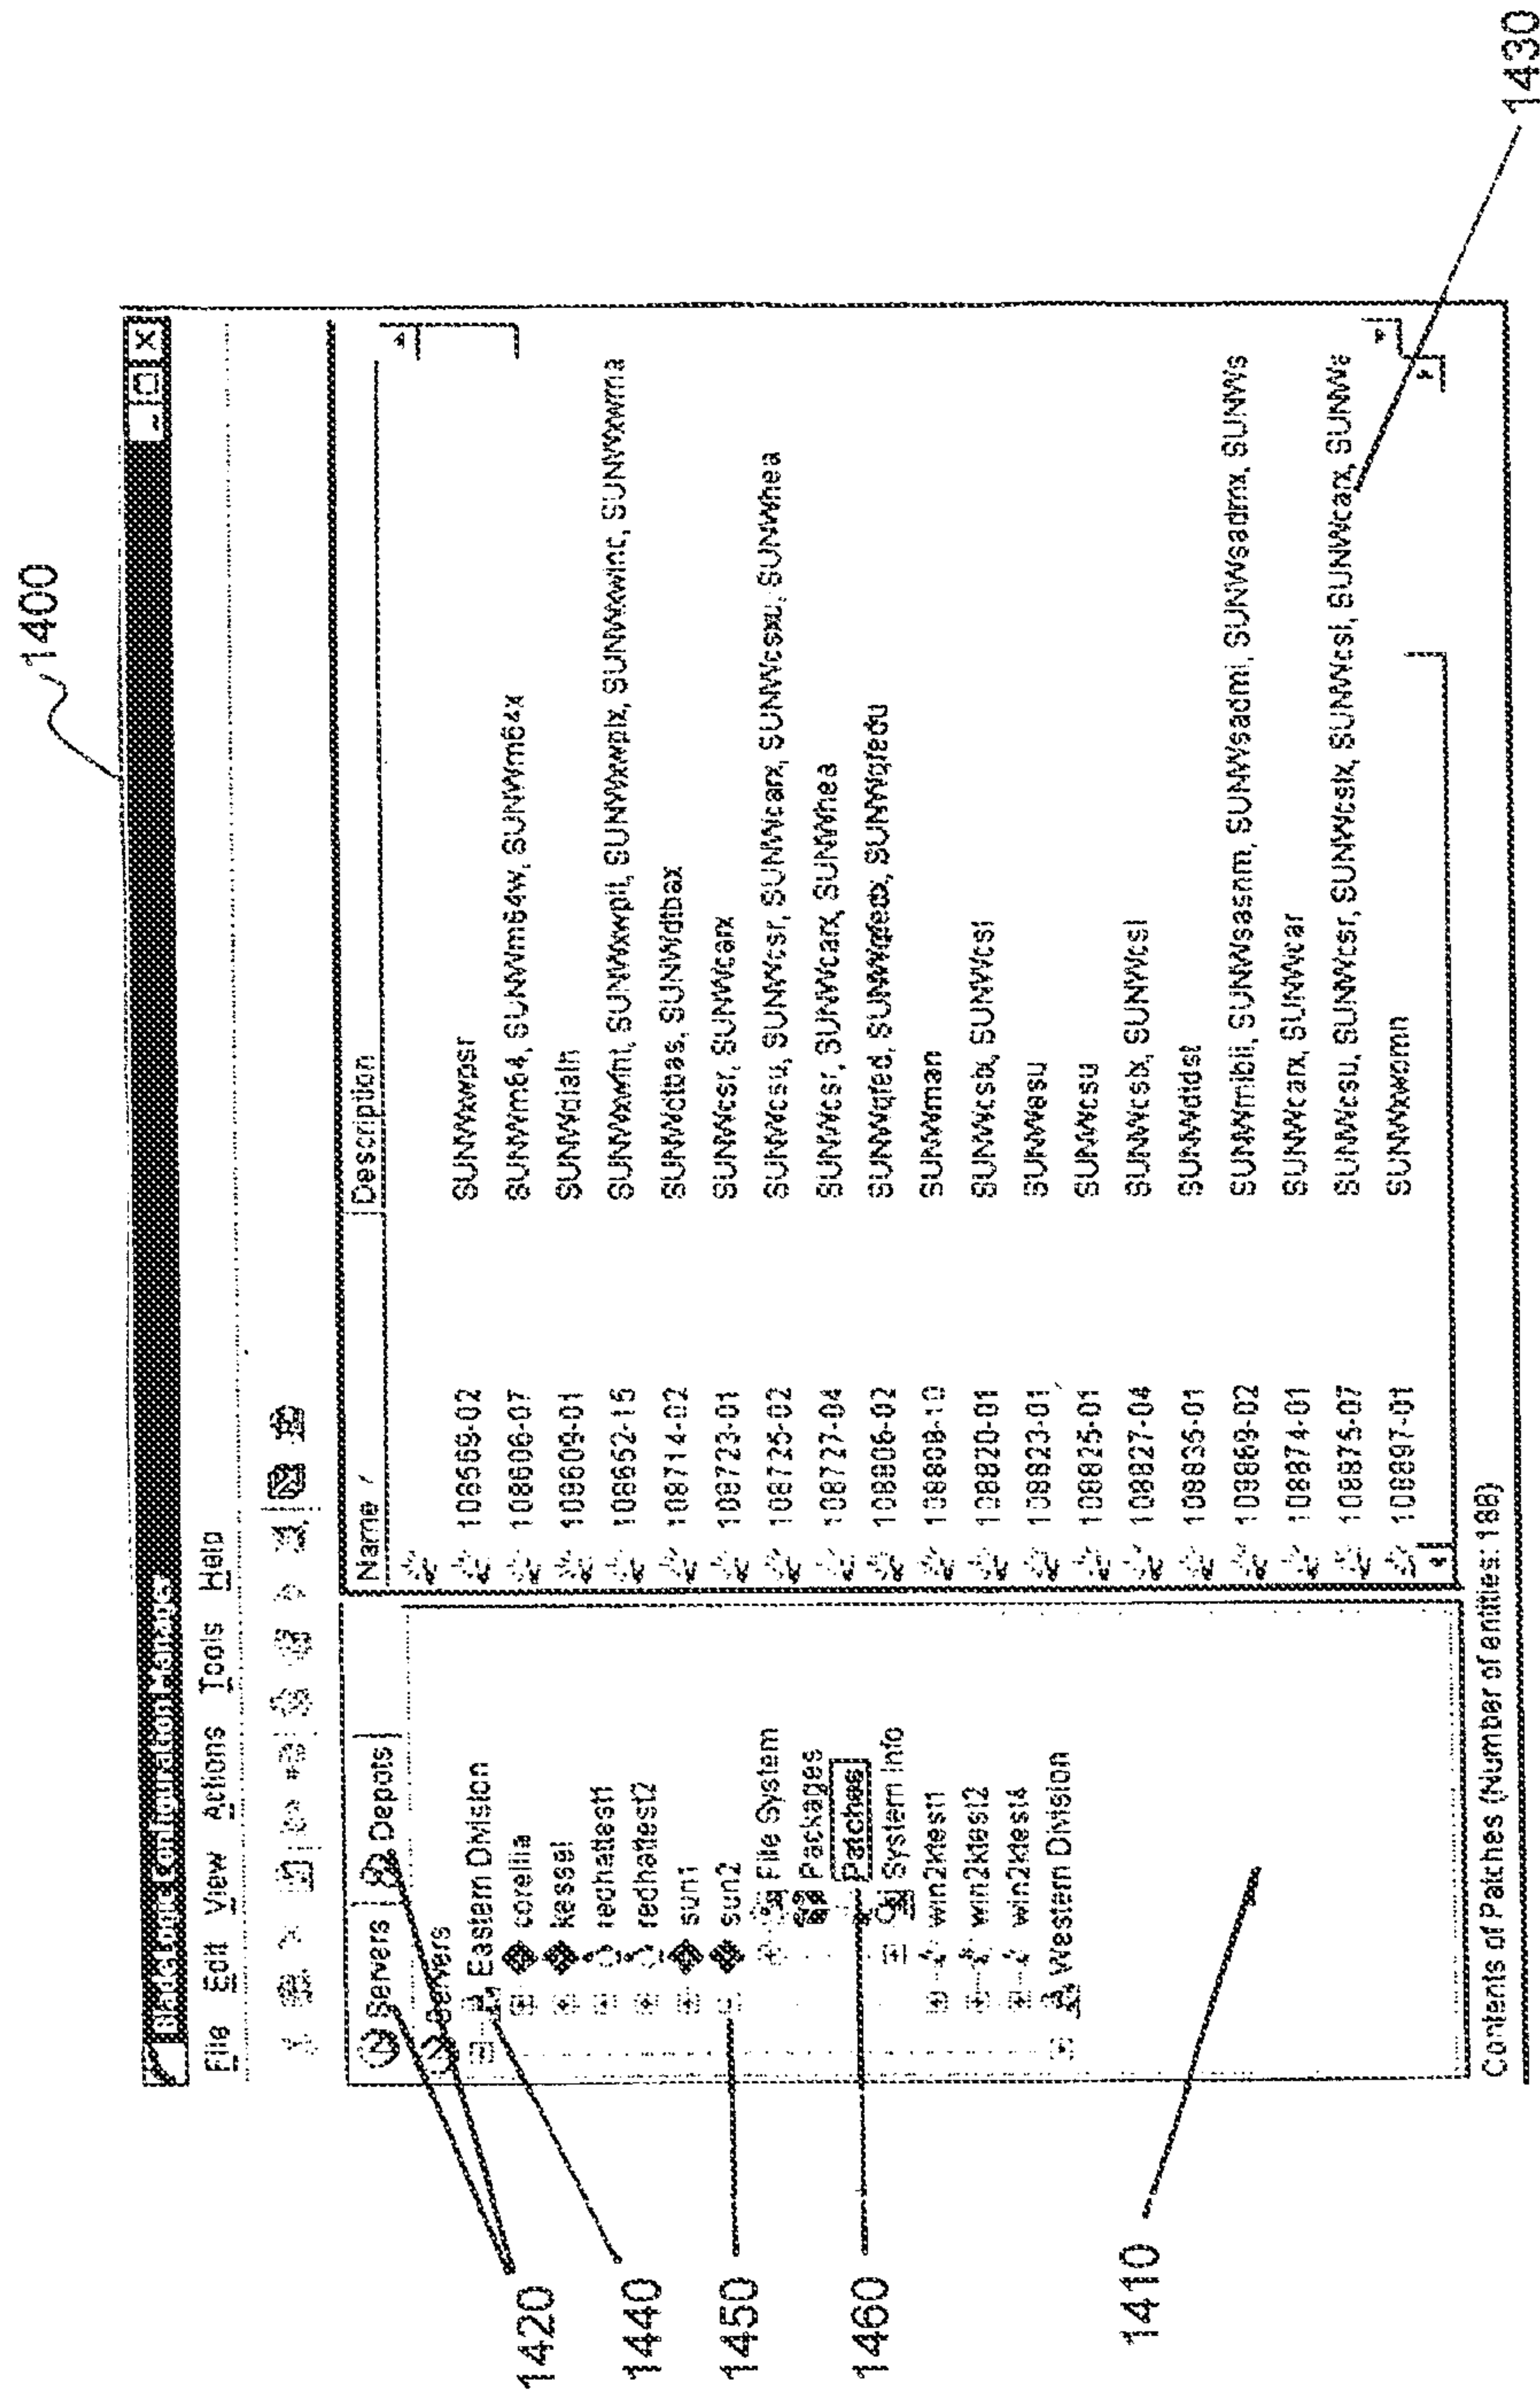 1400
BladeLogic Configuration Manager
File Edit View Actions Tools Help
Servers Depots
Servers
Eastern Division
corellia
kessel
redhattest1
redhattest2
sun1
sun2
File System
Packages
Patches
System Info
win2ktest1
win2ktest2
win2ktest4
Western Division
Name / Description
108569-02 SUNWxwpsr
108606-07 SUNWm64, SUNWm64w, SUNWm64x
108609-01 SUNWdialh
108652-15 SUNWxwfnt, SUNWxwplt, SUNWxwplx, SUNWxwinc, SUNWxwma
108714-02 SUNWdtbas, SUNWdtbax
108723-01 SUNWcsr, SUNWcarx
108725-02 SUNWcsu, SUNWcsr, SUNWcarx, SUNWcsxu, SUNWhea
108727-04 SUNWcsr, SUNWcarx, SUNWhea
108806-02 SUNWqfed, SUNWqfedx, SUNWqfedu
108808-10 SUNWman
108820-01 SUNWcslx, SUNWcsl
108823-01 SUNWesu
108825-01 SUNWcsu
108827-04 SUNWcslx, SUNWcsl
108835-01 SUNWdtdst
108869-02 SUNWmibii, SUNWsasnm, SUNWsadmi, SUNWsadmx, SUNWs
108874-01 SUNWcarx, SUNWcar
108875-07 SUNWcsu, SUNWcsr, SUNWcslx, SUNWcsl, SUNWcarx, SUNWs
108897-01 SUNWxwpmn
Contents of Patches (Number of entities: 188)
1420
1440
1450
1460
1410
1430